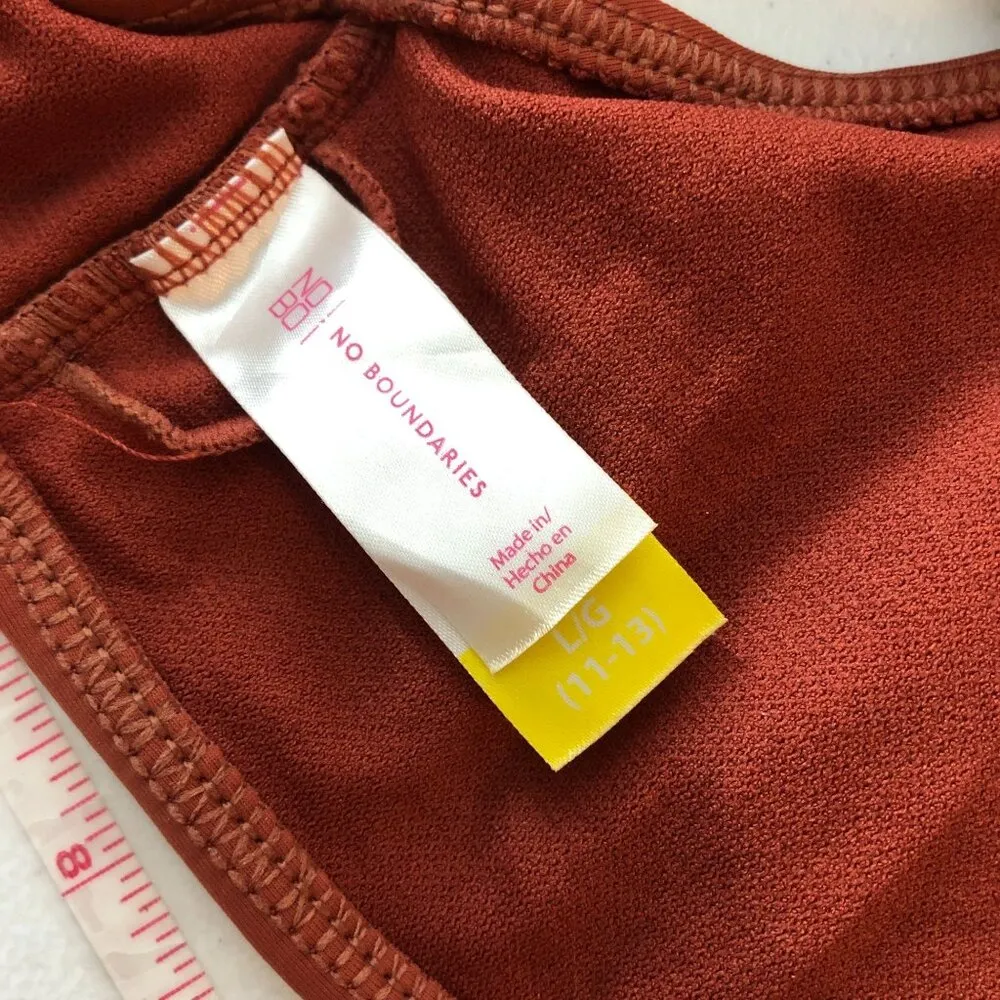 NO
BO
NO BOUNDARIES
Made in/
Hecho en
China
L/G
(11-13)
8